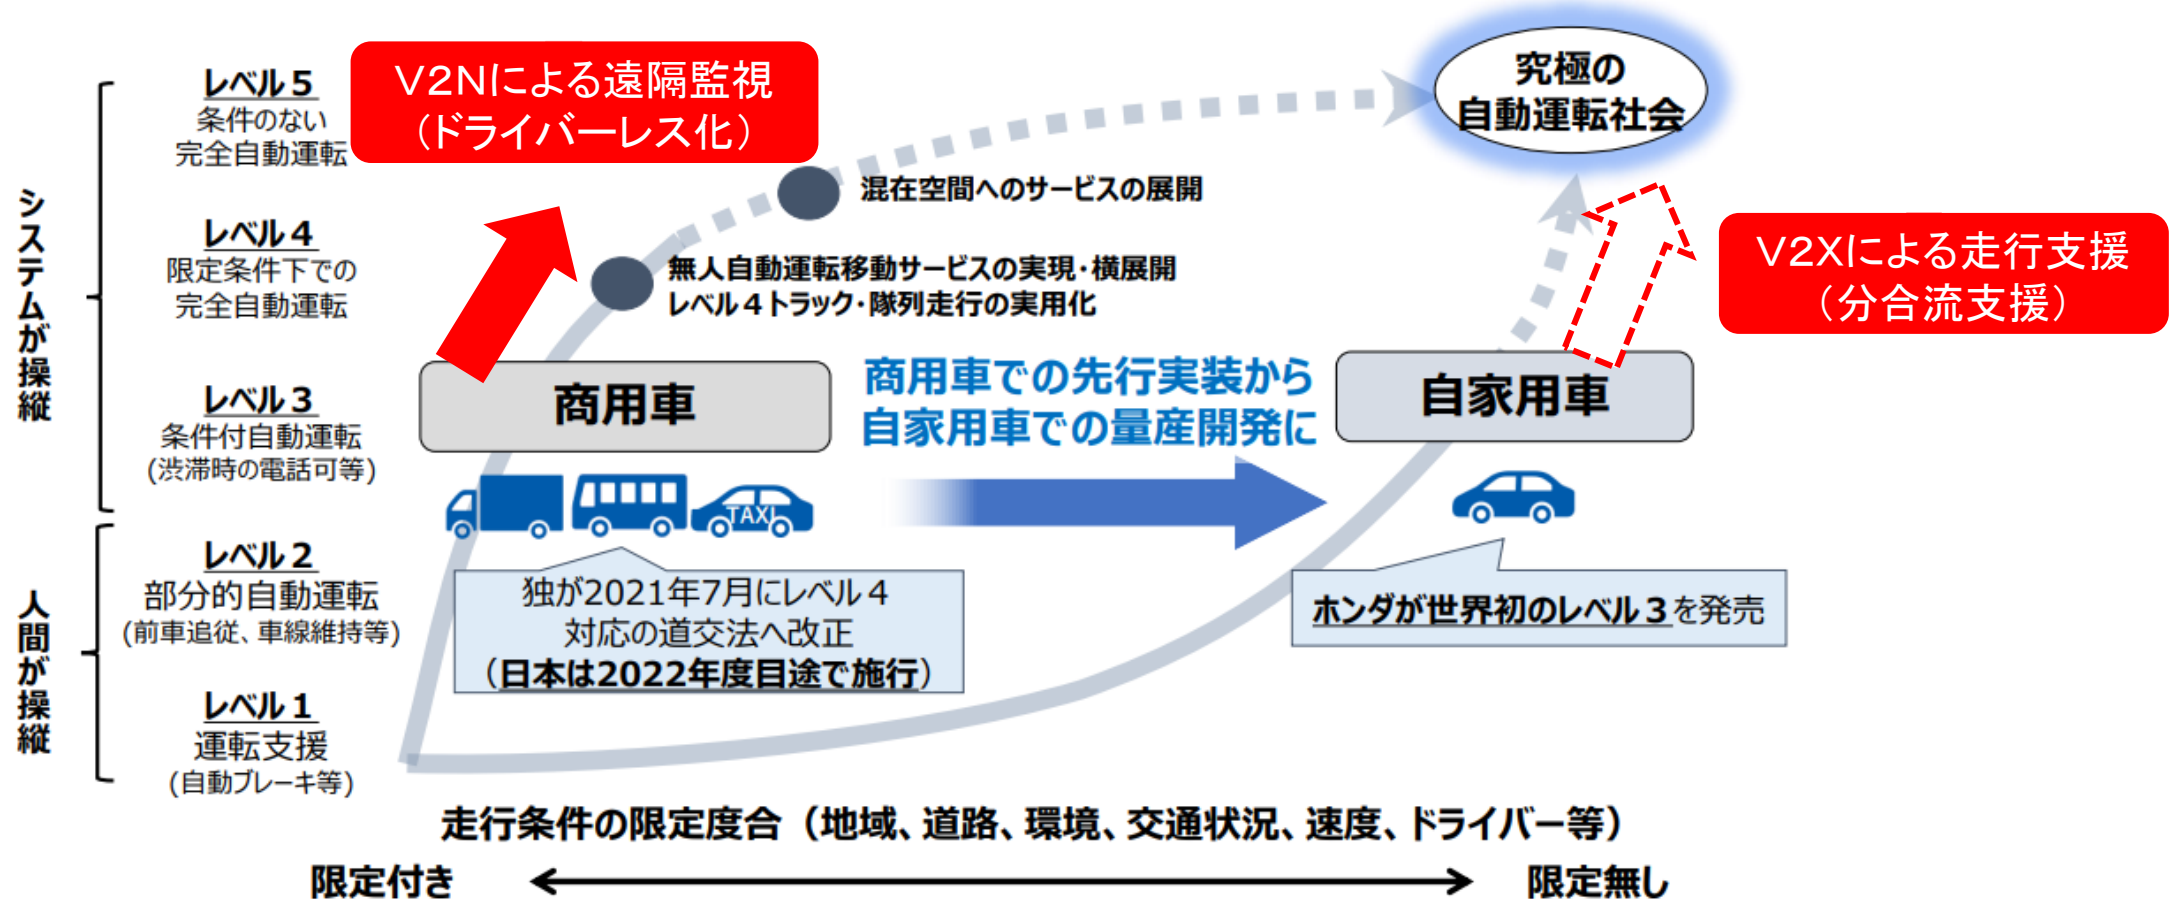 システムが操縦
人間が操縦
レベル５
条件のない
完全自動運転
レベル４
限定条件下での
完全自動運転
レベル３
条件付自動運転
(渋滞時の電話可等)
レベル２
部分的自動運転
(前車追従、車線維持等)
レベル１
運転支援
(自動ブレーキ等)
Ｖ２Ｎによる遠隔監視
（ドライバーレス化）
究極の
自動運転社会
混在空間へのサービスの展開
無人自動運転移動サービスの実現・横展開
レベル４トラック・隊列走行の実用化
Ｖ２Ｘによる走行支援
（分合流支援）
商用車
商用車での先行実装から
自家用車での量産開発に
自家用車
TAXI
独が2021年7月にレベル４
対応の道交法へ改正
（日本は2022年度目途で施行）
ホンダが世界初のレベル３を発売
走行条件の限定度合（地域、道路、環境、交通状況、速度、ドライバー等）
限定付き
限定無し